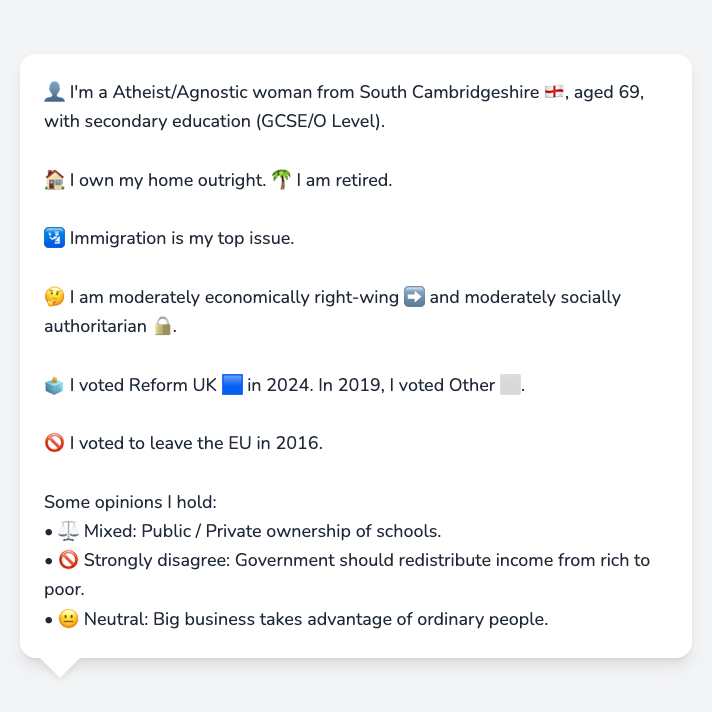 👤 I'm a Atheist/Agnostic woman from South Cambridgeshire 🏴󠁧󠁢󠁥󠁮󠁧󠁿, aged 69,
with secondary education (GCSE/O Level).
🏠 I own my home outright. 🌴 I am retired.
🛂 Immigration is my top issue.
🤔 I am moderately economically right-wing ➡️ and moderately socially
authoritarian 🔒.
🗳️ I voted Reform UK 🟦 in 2024. In 2019, I voted Other ⬜.
🚫 I voted to leave the EU in 2016.
Some opinions I hold:
• ⚖️ Mixed: Public / Private ownership of schools.
• 🚫 Strongly disagree: Government should redistribute income from rich to
poor.
• 😐 Neutral: Big business takes advantage of ordinary people.